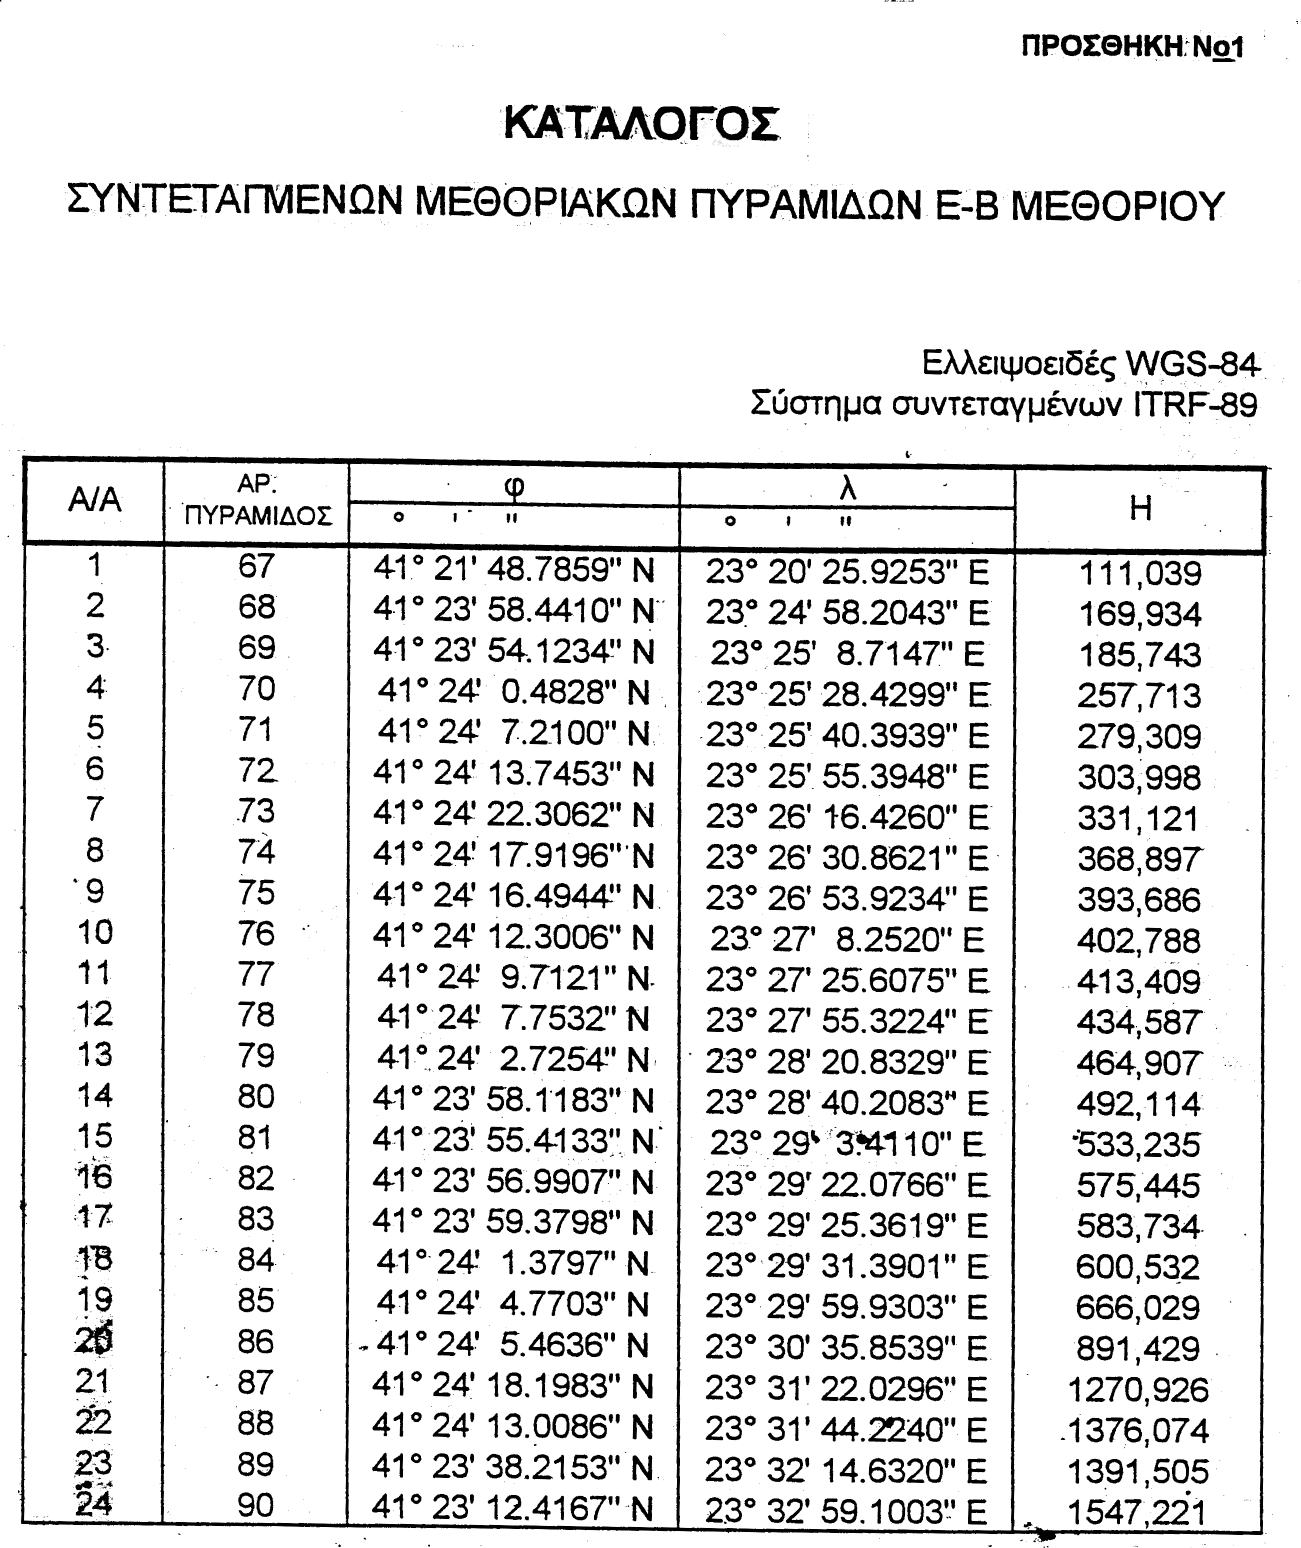 ΠΡΟΣΘΗΚΗ Νο1
ΚΑΤΑΛΟΓΟΣ
ΣΥΝΤΕΤΑΓΜΕΝΩΝ ΜΕΘΟΡΙΑΚΩΝ ΠΥΡΑΜΙΔΩΝ Ε-Β ΜΕΘΟΡΙΟΥ
Ελλειψοειδές WGS-84
Σύστημα συντεταγμένων ITRF-89
Α/Α ΑΡ. ΠΥΡΑΜΙΔΟΣ φ ° ' " λ ° ' " Η
1 67 41° 21' 48.7859" N 23° 20' 25.9253" E 111,039
2 68 41° 23' 58.4410" N 23° 24' 58.2043" E 169,934
3 69 41° 23' 54.1234" N 23° 25' 8.7147" E 185,743
4 70 41° 24' 0.4828" N 23° 25' 28.4299" E 257,713
5 71 41° 24' 7.2100" N 23° 25' 40.3939" E 279,309
6 72 41° 24' 13.7453" N 23° 25' 55.3948" E 303,998
7 73 41° 24' 22.3062" N 23° 26' 16.4260" E 331,121
8 74 41° 24' 17.9196" N 23° 26' 30.8621" E 368,897
9 75 41° 24' 16.4944" N 23° 26' 53.9234" E 393,686
10 76 41° 24' 12.3006" N 23° 27' 8.2520" E 402,788
11 77 41° 24' 9.7121" N 23° 27' 25.6075" E 413,409
12 78 41° 24' 7.7532" N 23° 27' 55.3224" E 434,587
13 79 41° 24' 2.7254" N 23° 28' 20.8329" E 464,907
14 80 41° 23' 58.1183" N 23° 28' 40.2083" E 492,114
15 81 41° 23' 55.4133" N 23° 29' 3.4110" E 533,235
16 82 41° 23' 56.9907" N 23° 29' 22.0766" E 575,445
17 83 41° 23' 59.3798" N 23° 29' 25.3619" E 583,734
18 84 41° 24' 1.3797" N 23° 29' 31.3901" E 600,532
19 85 41° 24' 4.7703" N 23° 29' 59.9303" E 666,029
20 86 41° 24' 5.4636" N 23° 30' 35.8539" E 891,429
21 87 41° 24' 18.1983" N 23° 31' 22.0296" E 1270,926
22 88 41° 24' 13.0086" N 23° 31' 44.2240" E 1376,074
23 89 41° 23' 38.2153" N 23° 32' 14.6320" E 1391,505
24 90 41° 23' 12.4167" N 23° 32' 59.1003" E 1547,221